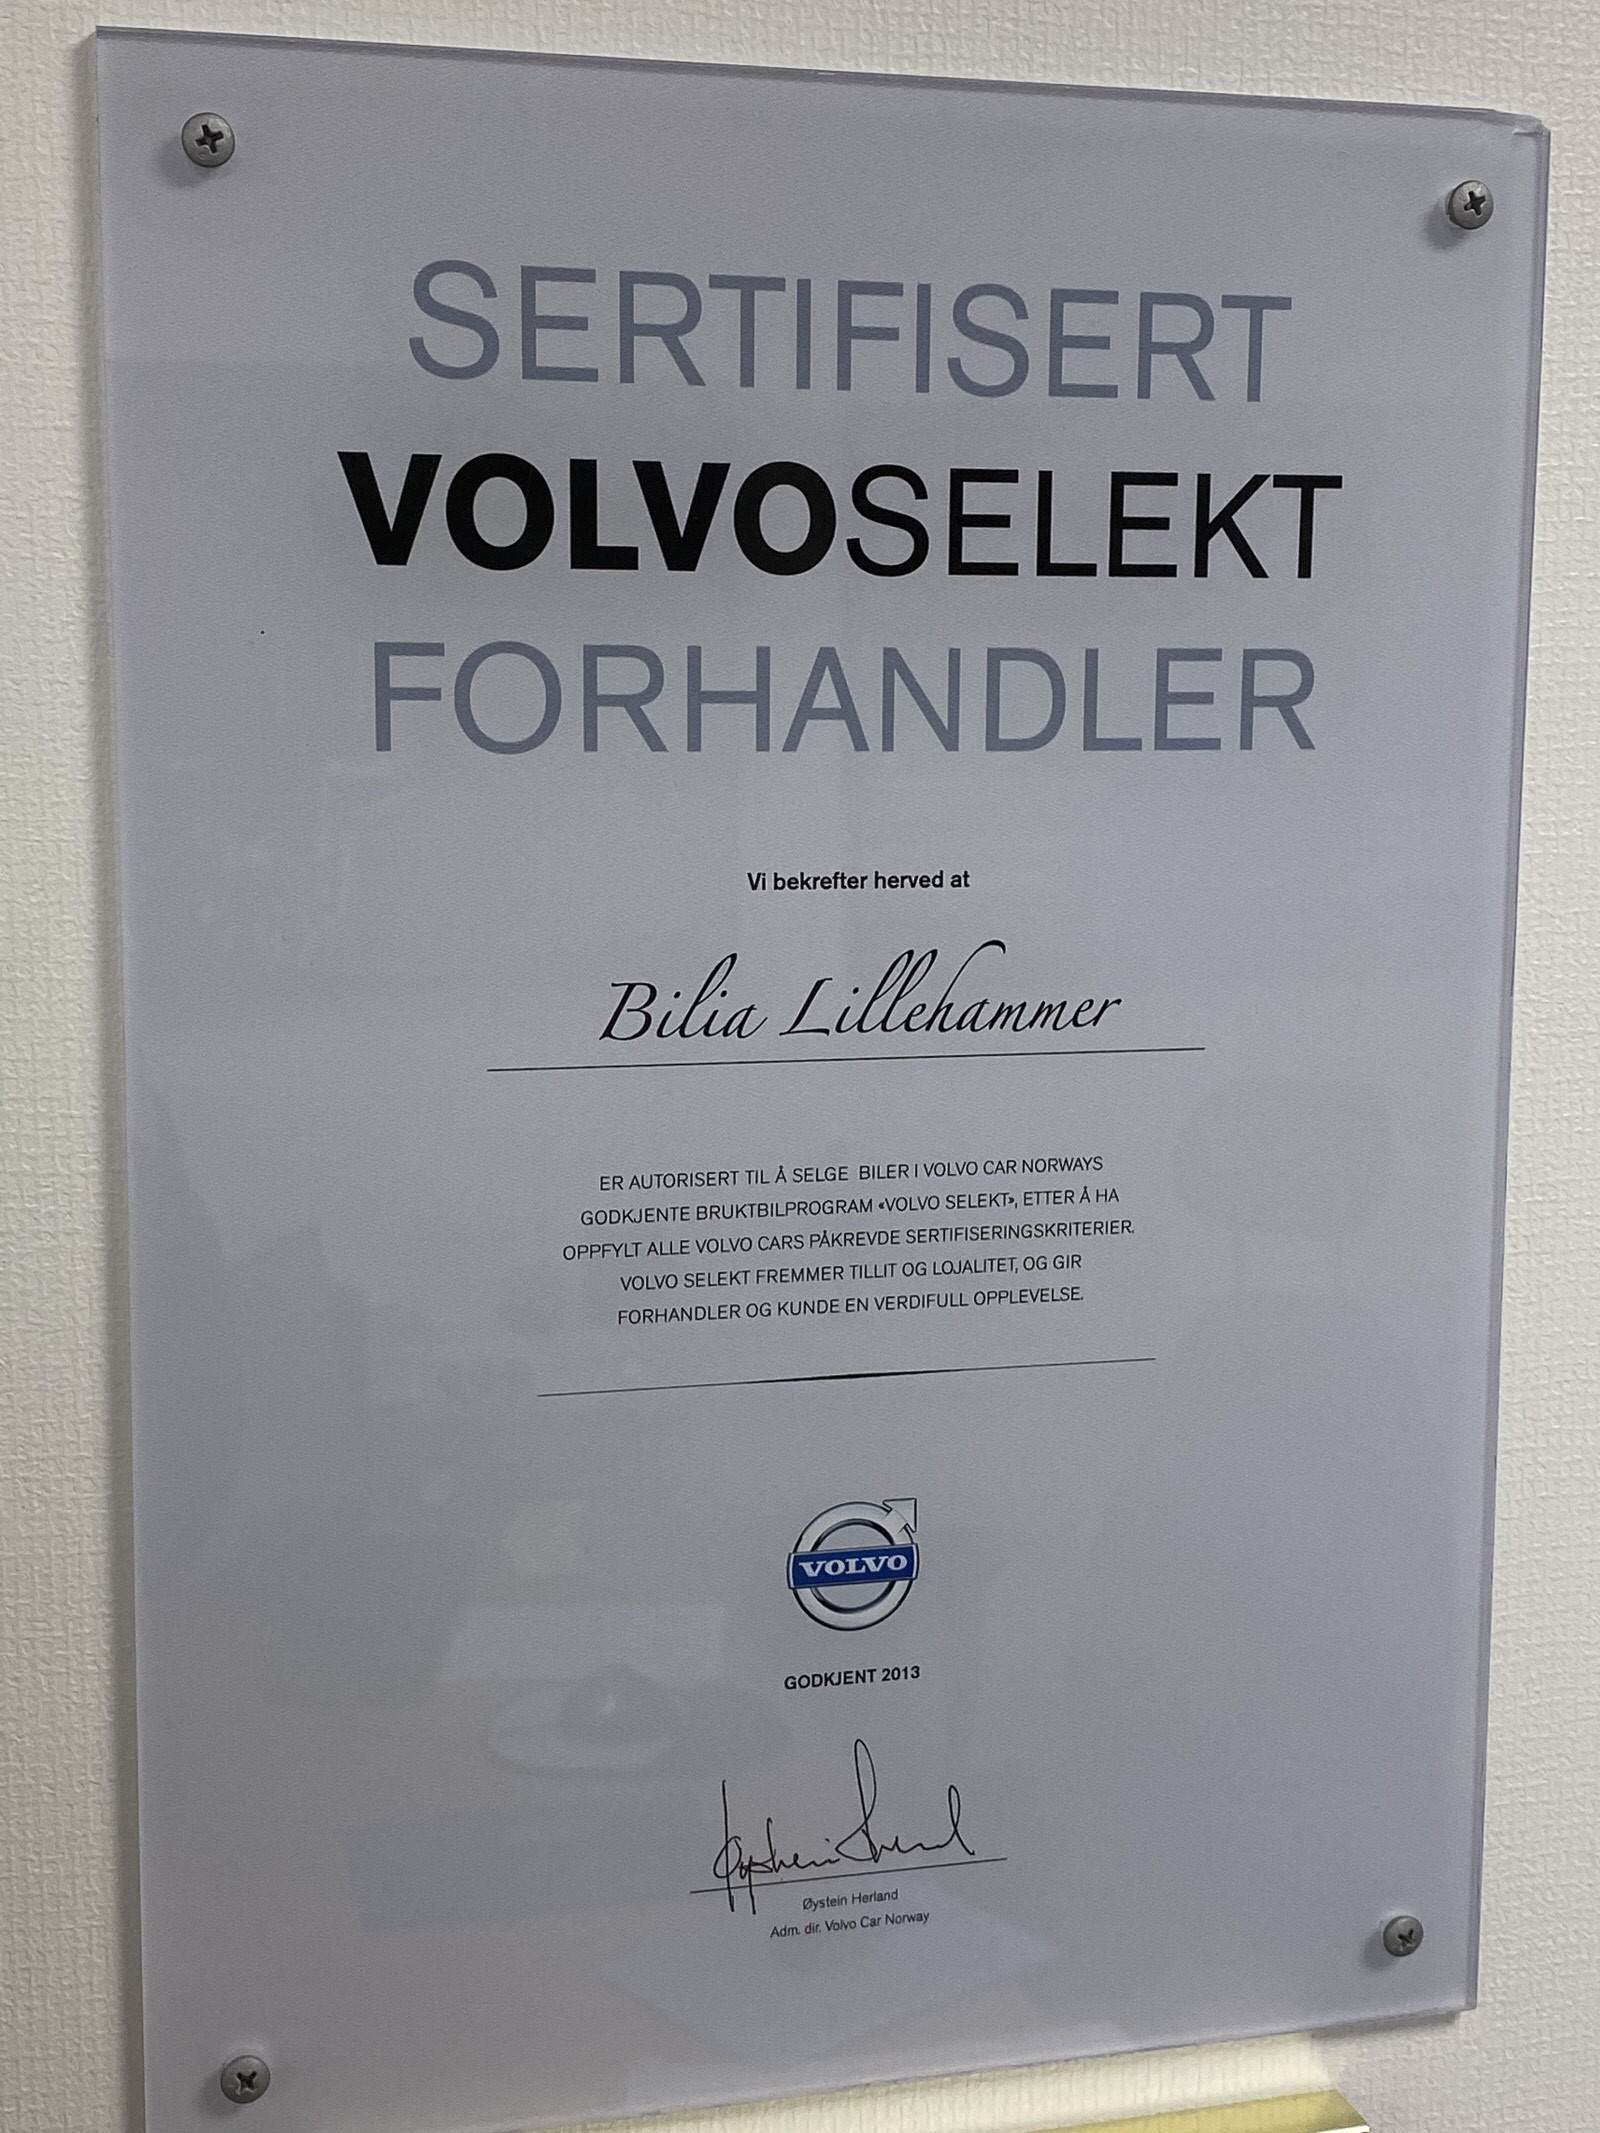 SERTIFISERT
VOLVOSELEKT
FORHANDLER
Vi bekrefter herved at
Bilia Lillehammer
ER AUTORISERT TIL Å SELGE BILER I VOLVO CAR NORWAYS
GODKJENTE BRUKTBILPROGRAM «VOLVO SELEKT», ETTER Å HA
OPPFYLT ALLE VOLVO CARS PÅKREVDE SERTIFISERINGSKRITERIER.
VOLVO SELEKT FREMMER TILLIT OG LOJALITET, OG GIR
FORHANDLER OG KUNDE EN VERDIFULL OPPLEVELSE.
VOLVO
GODKJENT 2013
Øystein Herland
Øystein Herland
Adm. dir. Volvo Car Norway